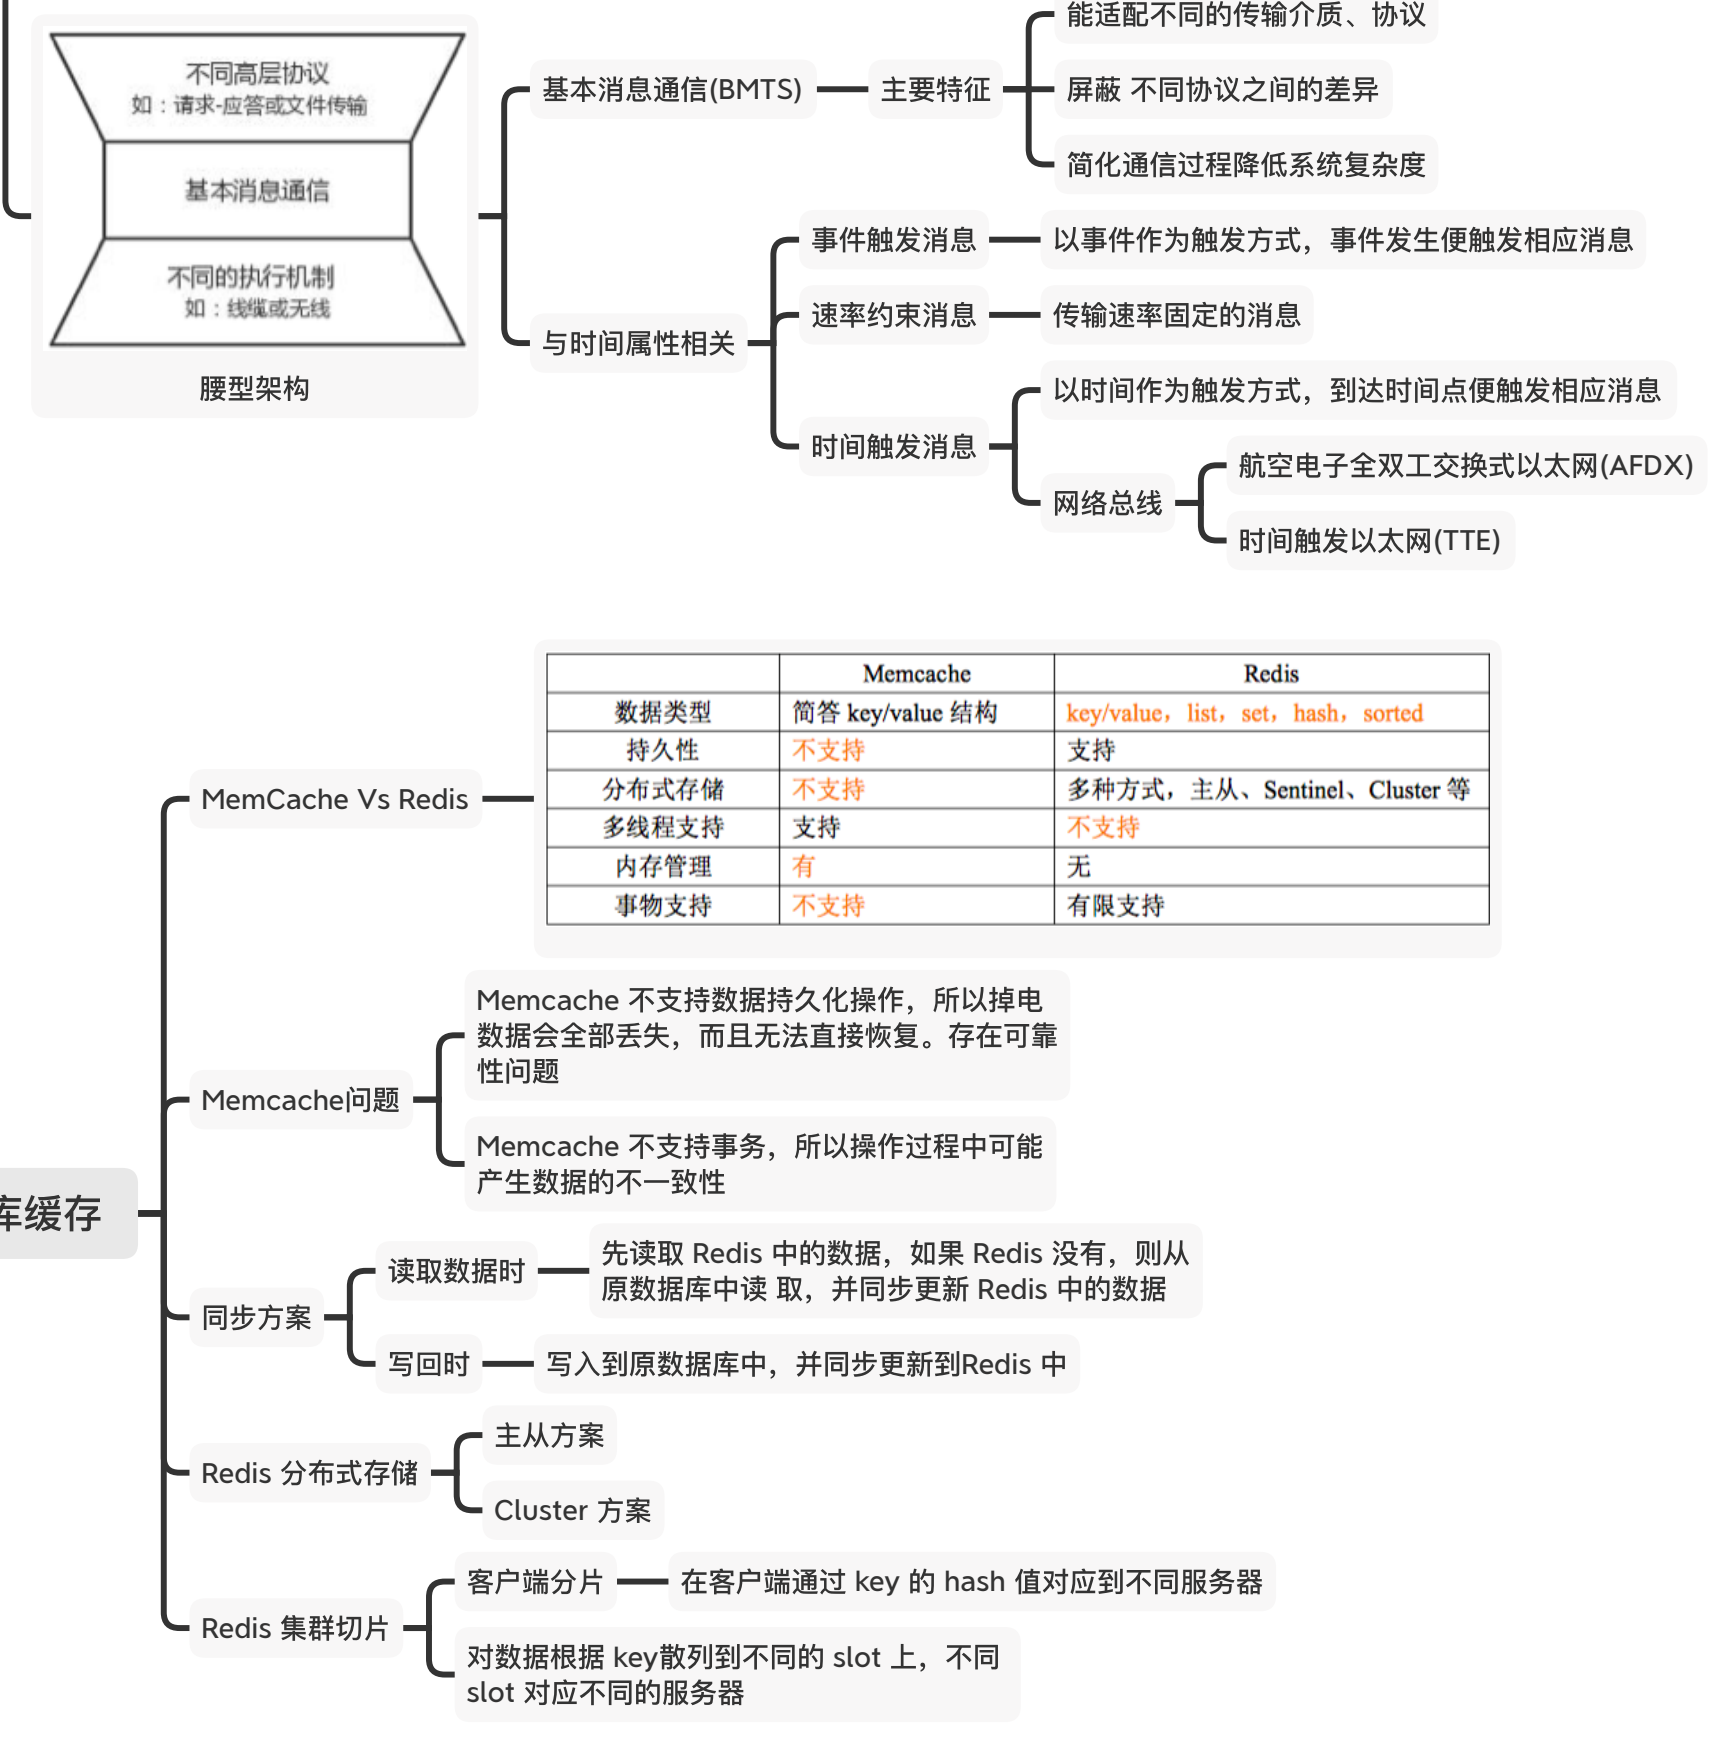 不同高层协议
如：请求-应答或文件传输
基本消息通信
不同的执行机制
如：线缆或无线
腰型架构
基本消息通信(BMTS)
主要特征
能适配不同的传输介质、协议
屏蔽 不同协议之间的差异
简化通信过程降低系统复杂度
与时间属性相关
事件触发消息
以事件作为触发方式，事件发生便触发相应消息
速率约束消息
传输速率固定的消息
时间触发消息
以时间作为触发方式，到达时间点便触发相应消息
网络总线
航空电子全双工交换式以太网(AFDX)
时间触发以太网(TTE)
库缓存
MemCache Vs Redis
Memcache Redis
数据类型 简答 key/value 结构 key/value，list，set，hash，sorted
持久性 不支持 支持
分布式存储 不支持 多种方式，主从、Sentinel、Cluster 等
多线程支持 支持 不支持
内存管理 有 无
事物支持 不支持 有限支持
Memcache问题
Memcache 不支持数据持久化操作，所以掉电
数据会全部丢失，而且无法直接恢复。存在可靠
性问题
Memcache 不支持事务，所以操作过程中可能
产生数据的不一致性
同步方案
读取数据时
先读取 Redis 中的数据，如果 Redis 没有，则从
原数据库中读 取，并同步更新 Redis 中的数据
写回时
写入到原数据库中，并同步更新到Redis 中
Redis 分布式存储
主从方案
Cluster 方案
Redis 集群切片
客户端分片
在客户端通过 key 的 hash 值对应到不同服务器
对数据根据 key散列到不同的 slot 上，不同
slot 对应不同的服务器